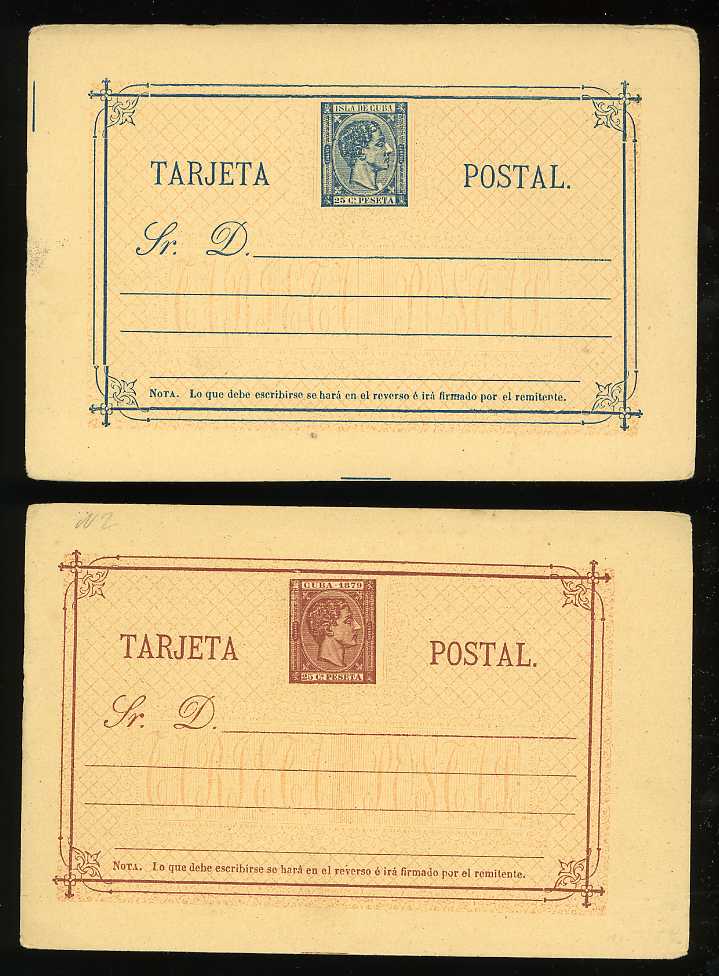 ISLA DE CUBA
25 Cs. PESETA
TARJETA POSTAL.
Sr. D.
NOTA. Lo que debe escribirse se hará en el reverso é irá firmado por el remitente.
CUBA-1879
25 Cs. PESETA
TARJETA POSTAL.
Sr. D.
NOTA. Lo que debe escribirse se hará en el reverso é irá firmado por el remitente.